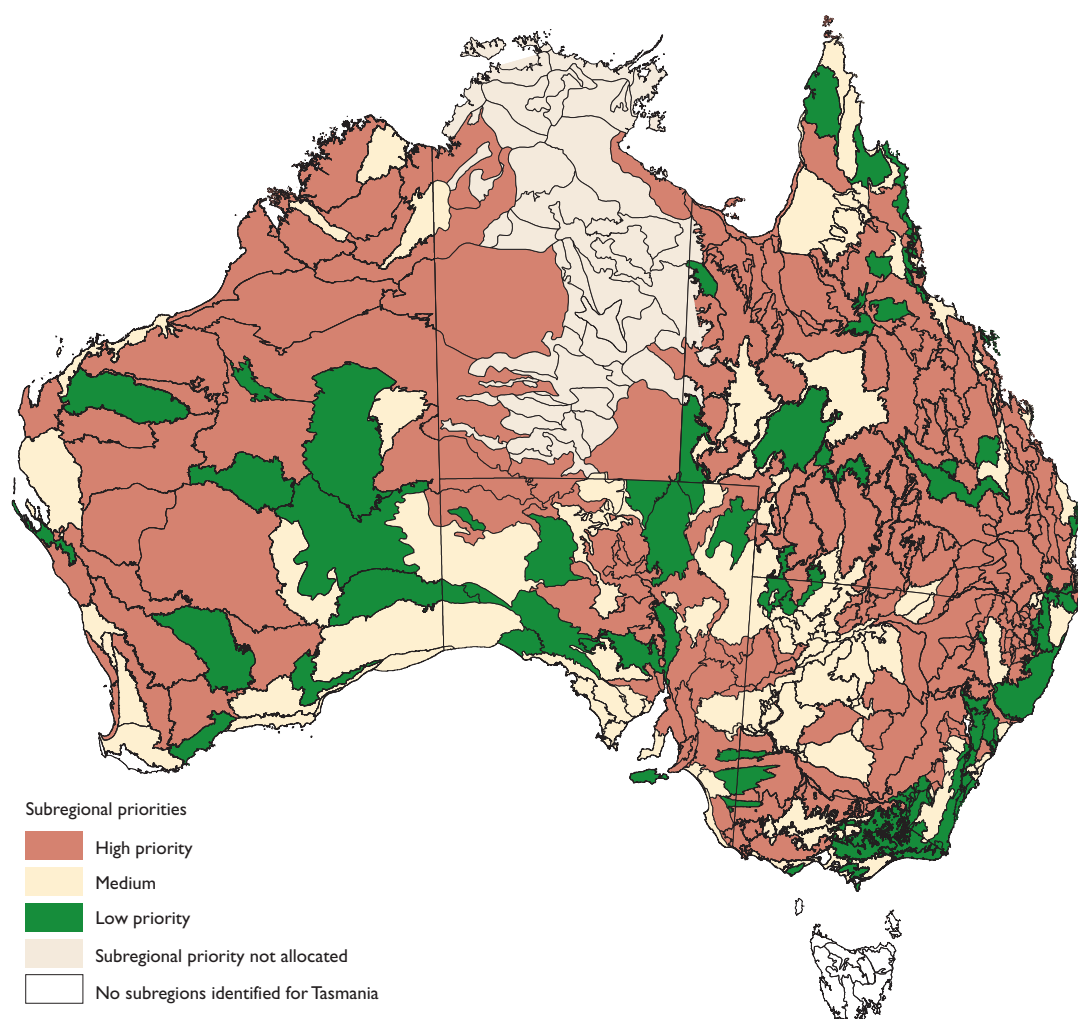 Subregional priorities
High priority
Medium
Low priority
Subregional priority not allocated
No subregions identified for Tasmania